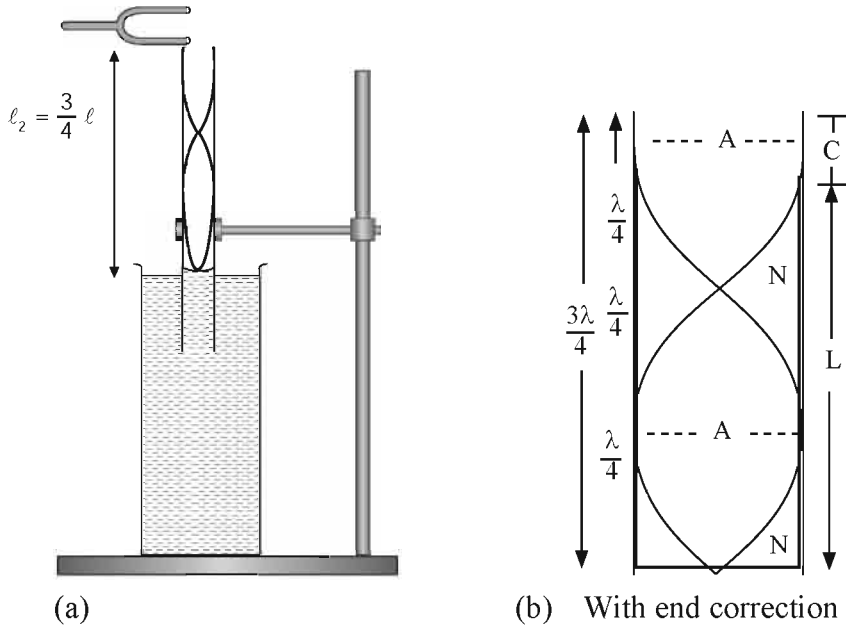 ℓ₂ = 3/4 ℓ
A
C
λ/4
N
λ/4
3λ/4
L
A
λ/4
N
(a)
(b) With end correction